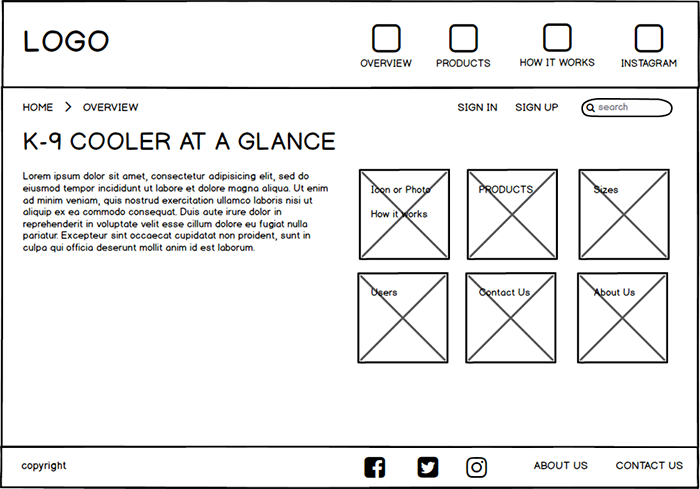 LOGO
OVERVIEW
PRODUCTS
HOW IT WORKS
INSTAGRAM
HOME > OVERVIEW
SIGN IN
SIGN UP
search
K-9 COOLER AT A GLANCE
Lorem ipsum dolor sit amet, consectetur adipisicing elit, sed do
eiusmod tempor incididunt ut labore et dolore magna aliqua. Ut enim
ad minim veniam, quis nostrud exercitation ullamco laboris nisi ut
aliquip ex ea commodo consequat. Duis aute irure dolor in
reprehenderit in voluptate velit esse cillum dolore eu fugiat nulla
pariatur. Excepteur sint occaecat cupidatat non proident, sunt in
culpa qui officia deserunt mollit anim id est laborum.
Icon or Photo
How it works
PRODUCTS
Sizes
Users
Contact Us
About Us
copyright
ABOUT US
CONTACT US